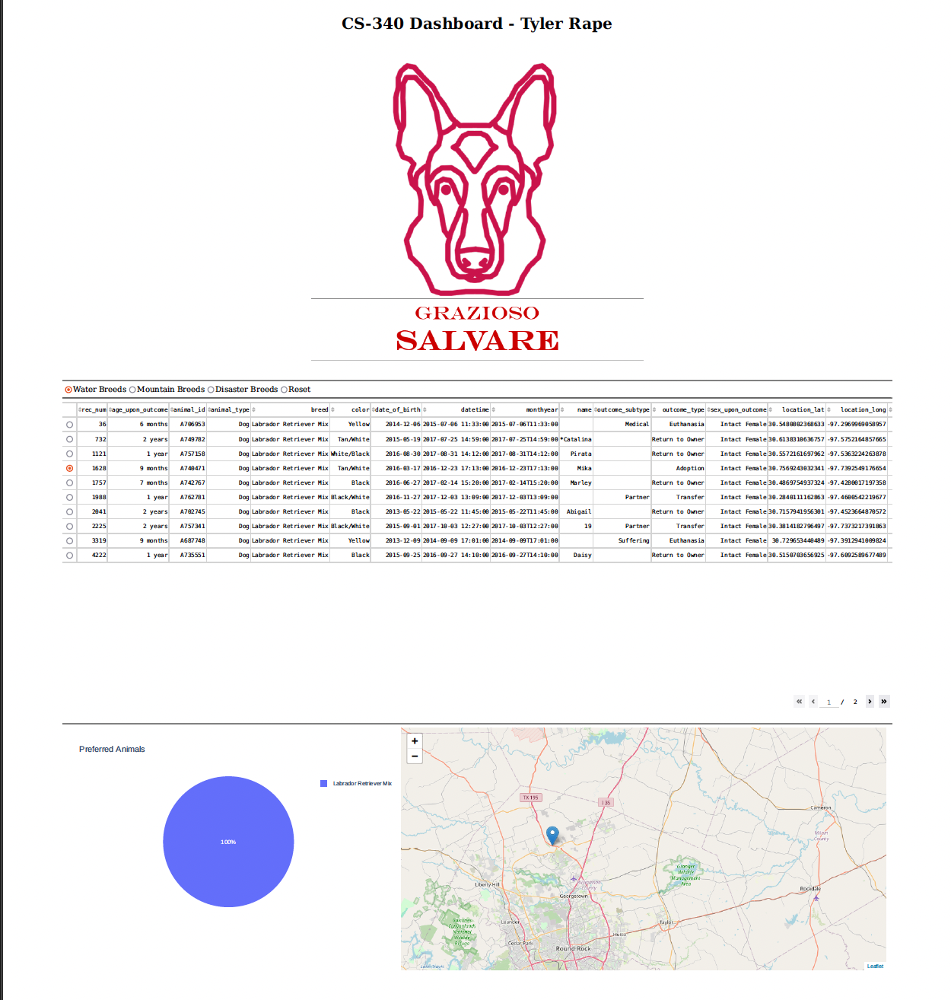 CS-340 Dashboard - Tyler Rape
GRAZIOSO
SALVARE
Water Breeds Mountain Breeds Disaster Breeds Reset
rec_num age_upon_outcome animal_id animal_type breed color date_of_birth datetime monthyear name outcome_subtype outcome_type sex_upon_outcome location_lat location_long
36 6 months A706953 Dog Labrador Retriever Mix Yellow 2014-12-06 2015-07-06 11:33:00 2015-07-06T11:33:00 Medical Euthanasia Intact Female 30.5480802368633 -97.2969969058957
732 2 years A749782 Dog Labrador Retriever Mix Tan/White 2015-05-19 2017-07-25 14:59:00 2017-07-25T14:59:00 *Catalina Return to Owner Intact Female 30.6138310636757 -97.5752164857665
1121 1 year A757158 Dog Labrador Retriever Mix White/Black 2016-08-30 2017-08-31 14:12:00 2017-08-31T14:12:00 Pirata Return to Owner Intact Female 30.5572161697962 -97.5363224263878
1628 9 months A740471 Dog Labrador Retriever Mix Tan/White 2016-03-17 2016-12-23 17:13:00 2016-12-23T17:13:00 Mika Adoption Intact Female 30.7569243032341 -97.7392549176654
1757 7 months A742767 Dog Labrador Retriever Mix Black 2016-06-27 2017-02-14 15:20:00 2017-02-14T15:20:00 Marley Return to Owner Intact Female 30.4869754937324 -97.4280017197358
1988 1 year A762781 Dog Labrador Retriever Mix Black/White 2016-11-27 2017-12-03 13:09:00 2017-12-03T13:09:00 Partner Transfer Intact Female 30.2840111162863 -97.4600542219677
2041 2 years A702745 Dog Labrador Retriever Mix Black 2013-05-22 2015-05-22 11:45:00 2015-05-22T11:45:00 Abigail Return to Owner Intact Female 30.7157941956301 -97.4523664870572
2225 2 years A757341 Dog Labrador Retriever Mix Black/White 2015-09-01 2017-10-03 12:27:00 2017-10-03T12:27:00 19 Partner Transfer Intact Female 30.3814182796497 -97.7373217391863
3319 9 months A687748 Dog Labrador Retriever Mix Yellow 2013-12-09 2014-09-09 17:01:00 2014-09-09T17:01:00 Suffering Euthanasia Intact Female 30.729653440489 -97.3912941009824
4222 1 year A735551 Dog Labrador Retriever Mix Black 2015-09-25 2016-09-27 14:10:00 2016-09-27T14:10:00 Daisy Return to Owner Intact Female 30.5150703656925 -97.6092589677489
« ‹ 1 / 2 › »
Preferred Animals
Labrador Retriever Mix
100%
+
−
TX 195
I 35
Cameron
Milam
County
Granger
Wildlife
Management
Area
Liberty Hill
Williamson
County
Georgetown
Rockdale
Leander
Balcones
Canyonlands
National
Wildlife
Refuge
Taylor
Hutto
Cedar Park
Round Rock
Lake Travis
Leaflet